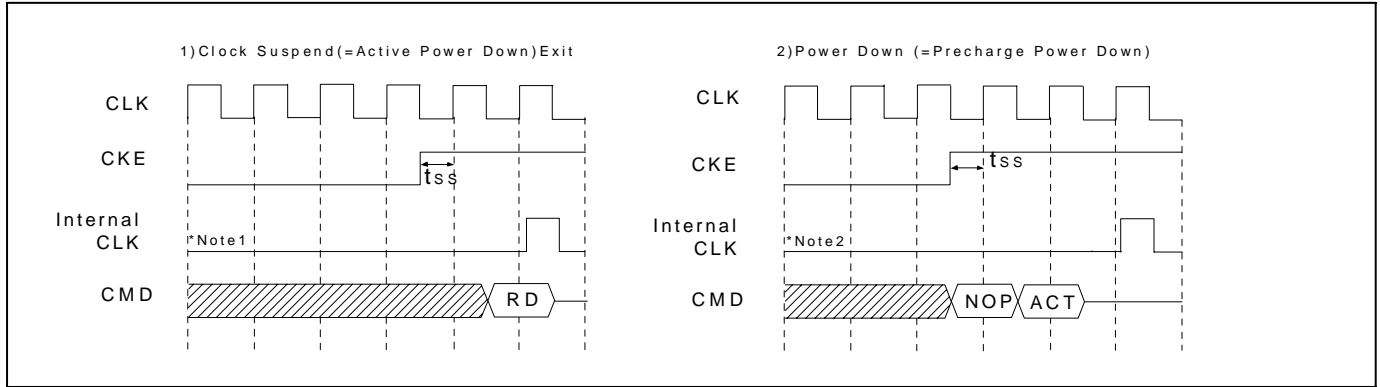 1)Clock Suspend(=Active Power Down)Exit
CLK
CKE
tss
Internal
CLK
*Note1
CMD
RD
2)Power Down (=Precharge Power Down)
CLK
CKE
tss
Internal
CLK
*Note2
CMD
NOP
ACT